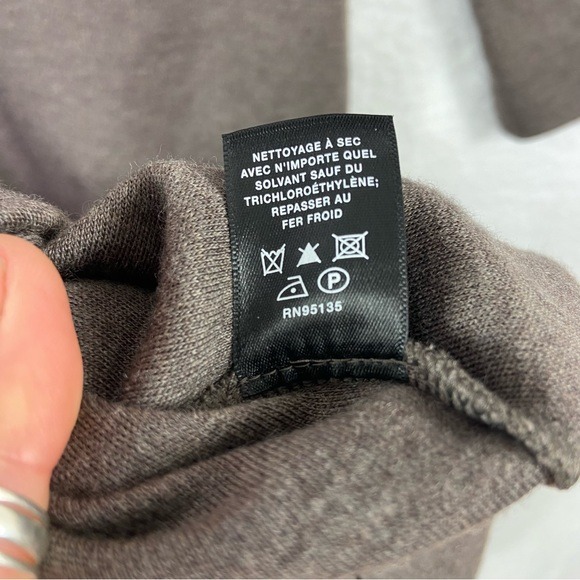 NETTOYAGE À SEC
AVEC N'IMPORTE QUEL
SOLVANT SAUF DU
TRICHLOROÉTHYLÈNE;
REPASSER AU
FER FROID
P
RN95135